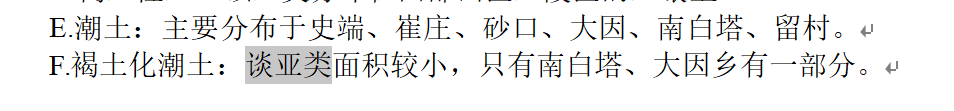 E.潮土：主要分布于史端、崔庄、砂口、大因、南白塔、留村。
F.褐土化潮土：谈亚类面积较小，只有南白塔、大因乡有一部分。